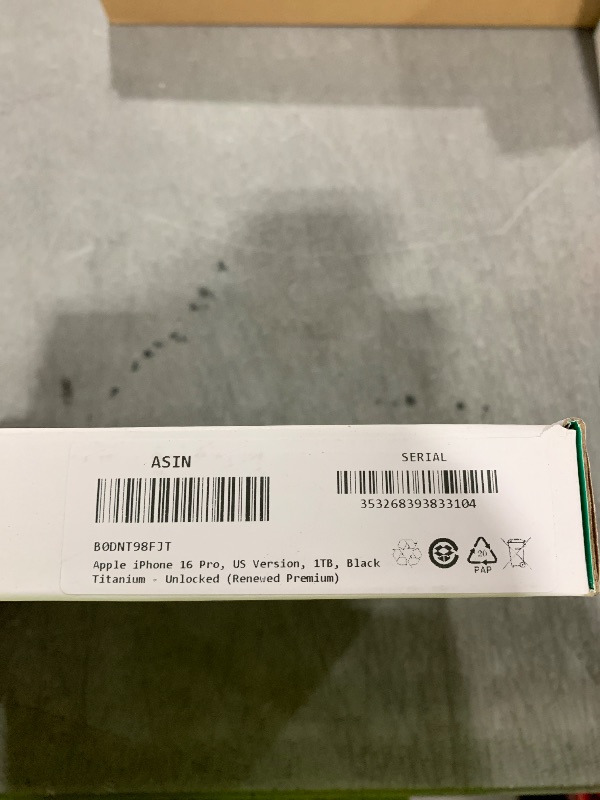 ASIN
SERIAL
353268393833104
B0DNT98FJT
Apple iPhone 16 Pro, US Version, 1TB, Black
Titanium - Unlocked (Renewed Premium)
20
PAP